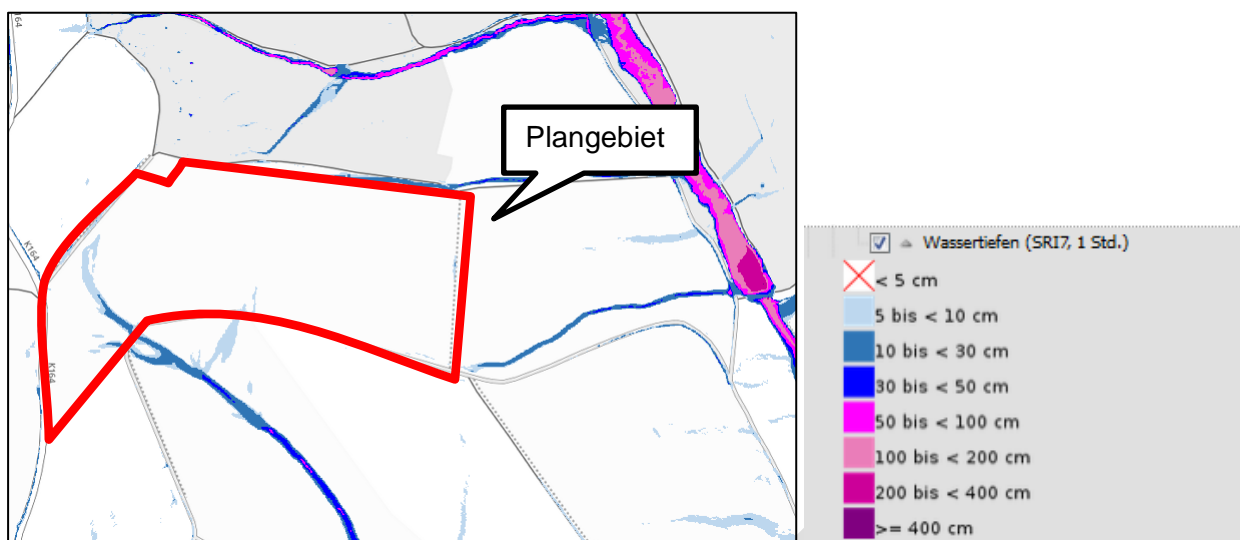 K164
Plangebiet
K164
K164
Wassertiefen (SRI7, 1 Std.)
< 5 cm
5 bis < 10 cm
10 bis < 30 cm
30 bis < 50 cm
50 bis < 100 cm
100 bis < 200 cm
200 bis < 400 cm
>= 400 cm